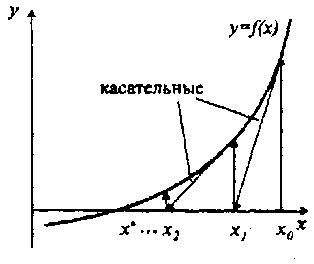 y
y=f(x)
касательные
x* ... x₂ x₁ x₀ x